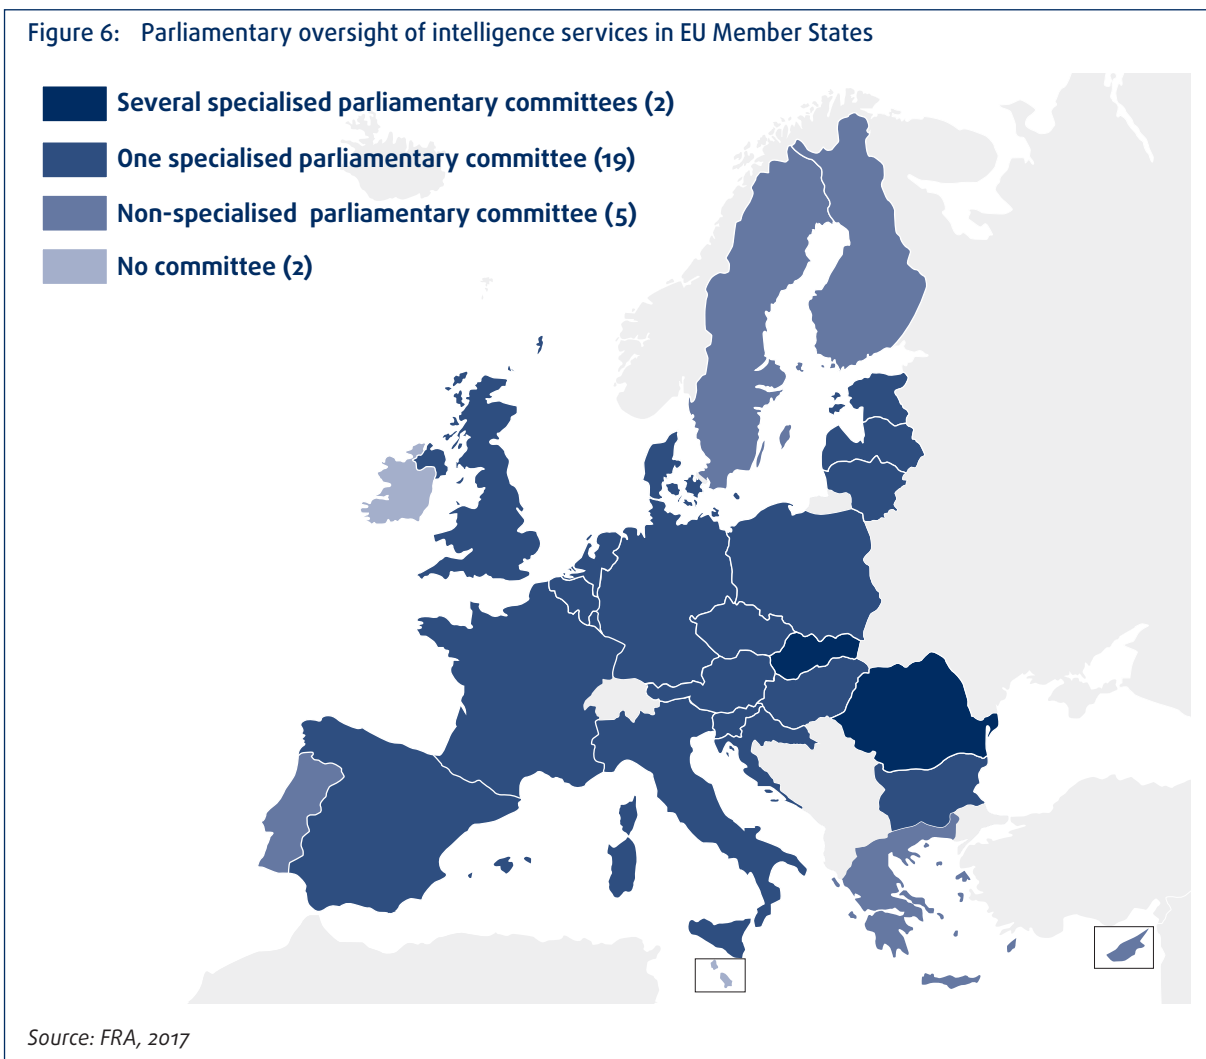 Figure 6: Parliamentary oversight of intelligence services in EU Member States
Several specialised parliamentary committees (2)
One specialised parliamentary committee (19)
Non-specialised parliamentary committee (5)
No committee (2)
Source: FRA, 2017